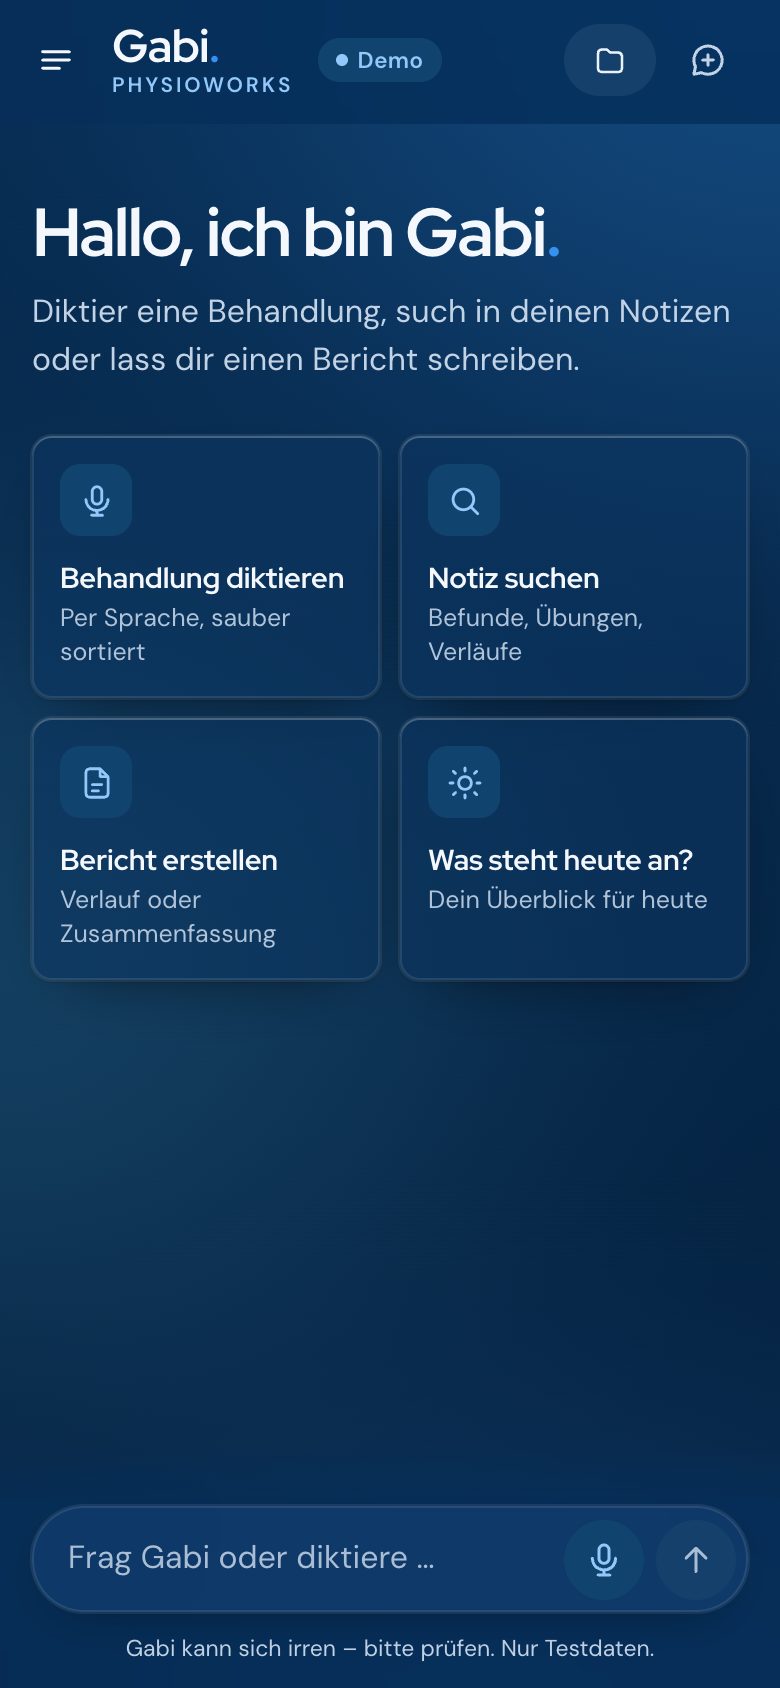 Gabi.
PHYSIOWORKS
Demo
Hallo, ich bin Gabi.
Diktier eine Behandlung, such in deinen Notizen
oder lass dir einen Bericht schreiben.
Behandlung diktieren
Per Sprache, sauber
sortiert
Notiz suchen
Befunde, Übungen,
Verläufe
Bericht erstellen
Verlauf oder
Zusammenfassung
Was steht heute an?
Dein Überblick für heute
Frag Gabi oder diktiere ...
Gabi kann sich irren – bitte prüfen. Nur Testdaten.